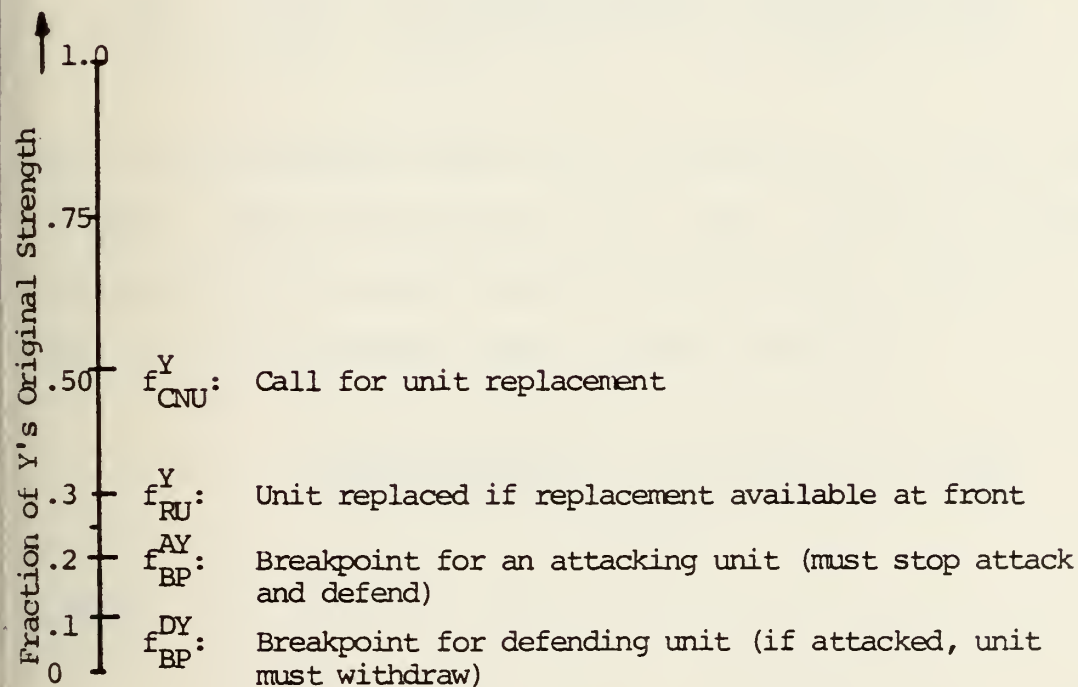 1.0
Fraction of Y's Original Strength
.75
.50 f^Y_CNU: Call for unit replacement
.3 f^Y_RU: Unit replaced if replacement available at front
.2 f^AY_BP: Breakpoint for an attacking unit (must stop attack
and defend)
.1 f^DY_BP: Breakpoint for defending unit (if attacked, unit
0 must withdraw)